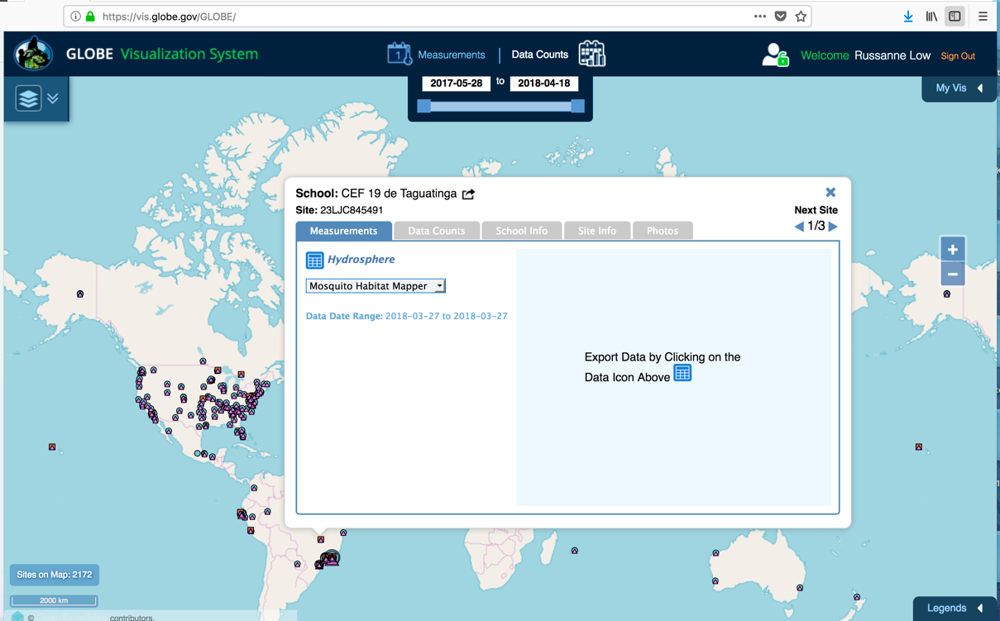 https://vis.globe.gov/GLOBE/
GLOBE Visualization System
1 Measurements | Data Counts
Welcome Russanne Low Sign Out
2017-05-28 to 2018-04-18
My Vis
School: CEF 19 de Taguatinga
Site: 23LJC845491
Next Site
1/3
Measurements Data Counts School Info Site Info Photos
Hydrosphere
Mosquito Habitat Mapper
Data Date Range: 2018-03-27 to 2018-03-27
Export Data by Clicking on the
Data Icon Above
+
−
Sites on Map: 2172
2000 km
Legends
© contributors.